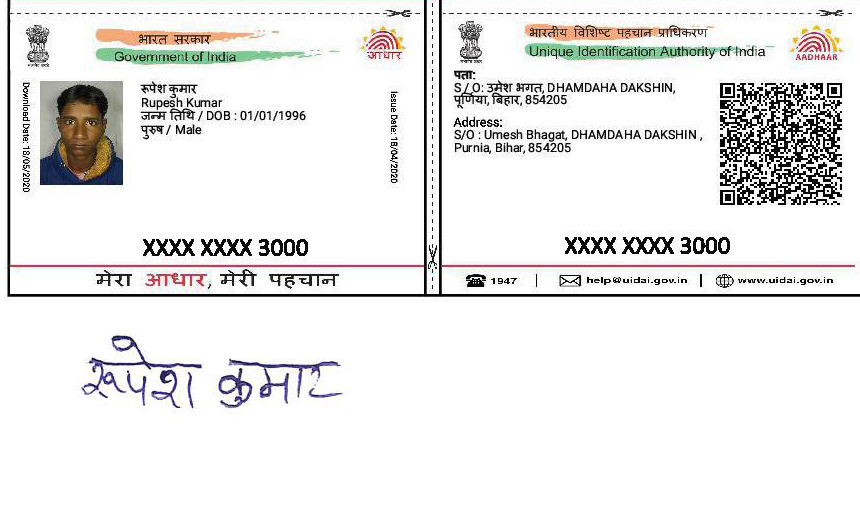 भारत सरकार
Government of India
आधार
Download Date: 18/05/2020
रूपेश कुमार
Rupesh Kumar
जन्म तिथि / DOB : 01/01/1996
पुरुष / Male
Issue Date: 18/04/2020
XXXX XXXX 3000
मेरा आधार, मेरी पहचान
भारतीय विशिष्ट पहचान प्राधिकरण
Unique Identification Authority of India
AADHAAR
पता:
S / O: उमेश भगत, DHAMDAHA DAKSHIN,
पूर्णिया, बिहार, 854205
Address:
S/O : Umesh Bhagat, DHAMDAHA DAKSHIN ,
Purnia, Bihar, 854205
XXXX XXXX 3000
1947 | help@uidai.gov.in | www.uidai.gov.in
रूपेश कुमार